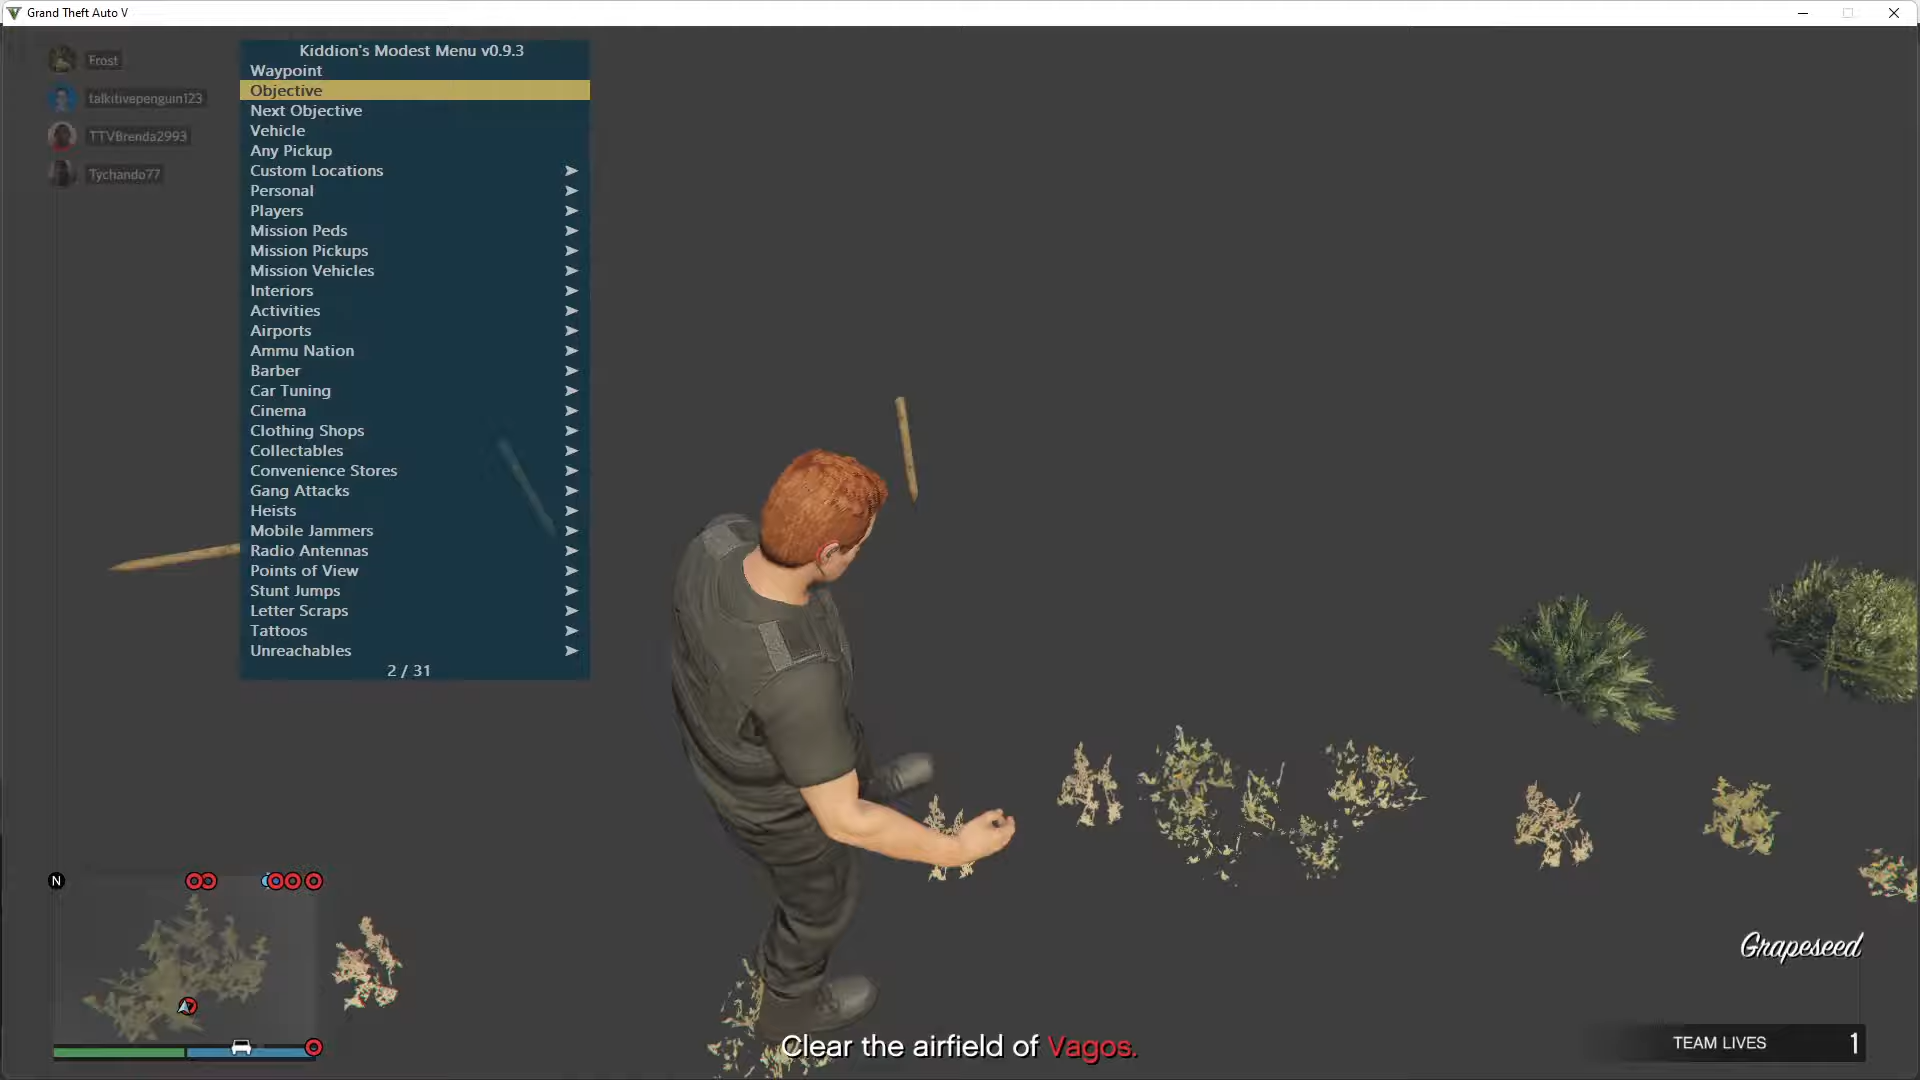 Grand Theft Auto V
Frost
talkitivepenguin123
TTVBrenda2993
Tychando77
Kiddion's Modest Menu v0.9.3
Waypoint
Objective
Next Objective
Vehicle
Any Pickup
Custom Locations
Personal
Players
Mission Peds
Mission Pickups
Mission Vehicles
Interiors
Activities
Airports
Ammu Nation
Barber
Car Tuning
Cinema
Clothing Shops
Collectables
Convenience Stores
Gang Attacks
Heists
Mobile Jammers
Radio Antennas
Points of View
Stunt Jumps
Letter Scraps
Tattoos
Unreachables
2 / 31
N
Grapeseed
Clear the airfield of Vagos.
TEAM LIVES 1